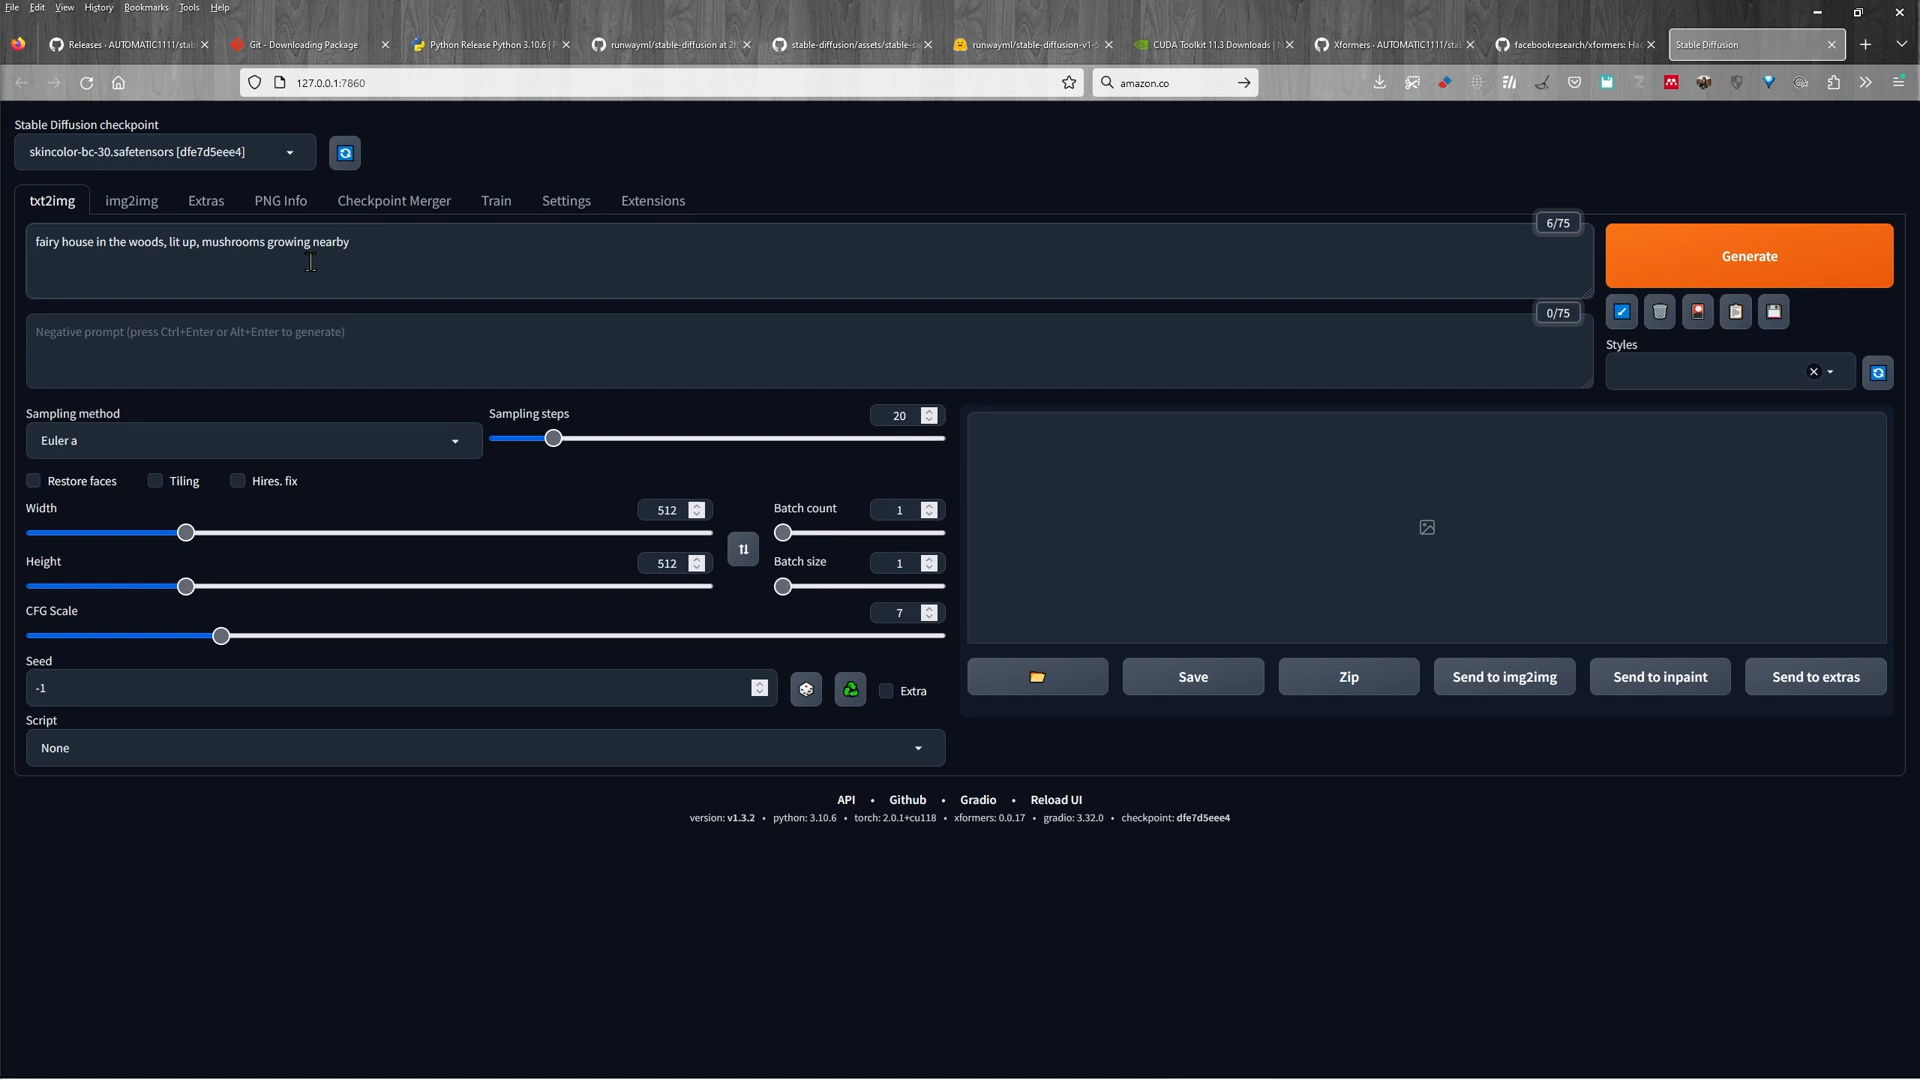 File Edit View History Bookmarks Tools Help
Releases · AUTOMATIC1111/stab
Git - Downloading Package
Python Release Python 3.10.6 | P
runwayml/stable-diffusion at 2f
stable-diffusion/assets/stable-sa
runwayml/stable-diffusion-v1-5
CUDA Toolkit 11.3 Downloads | N
Xformers · AUTOMATIC1111/stab
facebookresearch/xformers: Hac
Stable Diffusion
127.0.0.1:7860
amazon.co
Stable Diffusion checkpoint
skincolor-bc-30.safetensors [dfe7d5eee4]
txt2img img2img Extras PNG Info Checkpoint Merger Train Settings Extensions
6/75
fairy house in the woods, lit up, mushrooms growing nearby
Generate
0/75
Negative prompt (press Ctrl+Enter or Alt+Enter to generate)
Styles
Sampling method
Euler a
Sampling steps
20
Restore faces Tiling Hires. fix
Width
512
Batch count
1
Height
512
Batch size
1
CFG Scale
7
Seed
-1
Extra
Script
None
Save
Zip
Send to img2img
Send to inpaint
Send to extras
API • Github • Gradio • Reload UI
version: v1.3.2 • python: 3.10.6 • torch: 2.0.1+cu118 • xformers: 0.0.17 • gradio: 3.32.0 • checkpoint: dfe7d5eee4